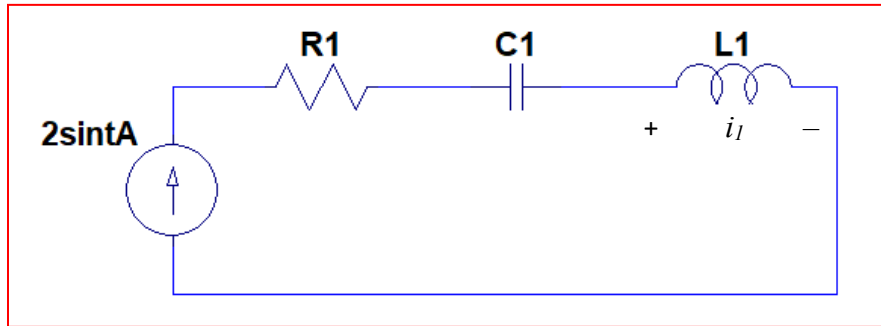 R1 C1 L1
2sintA
+ i₁ –